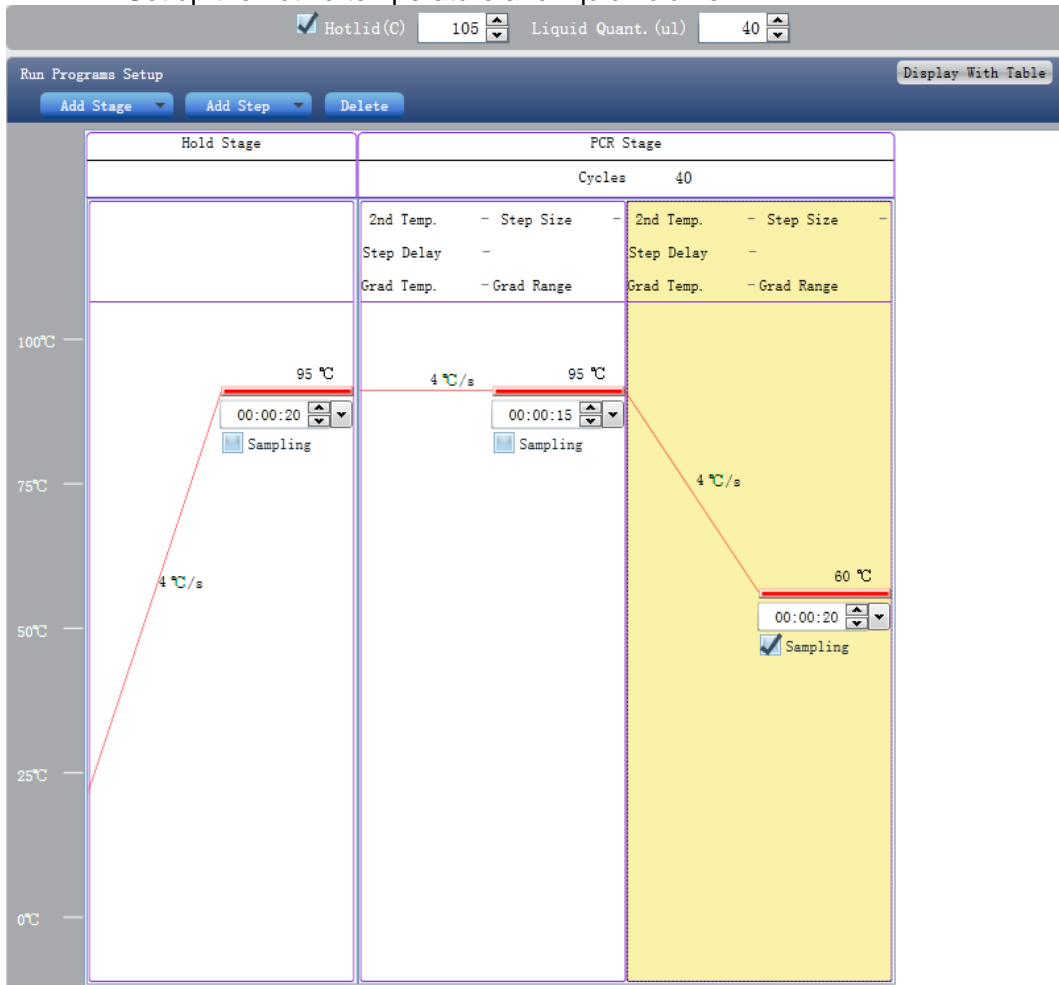 Hotlid(C) 105 Liquid Quant.(ul) 40
Run Programs Setup Display With Table
Add Stage Add Step Delete
Hold Stage PCR Stage
Cycles 40
2nd Temp. - Step Size - 2nd Temp. - Step Size -
Step Delay - Step Delay -
Grad Temp. - Grad Range Grad Temp. - Grad Range
100℃
95 ℃ 4 ℃/s 95 ℃
00:00:20 00:00:15
Sampling Sampling
75℃ 4 ℃/s
4 ℃/s 60 ℃
00:00:20
50℃ Sampling
25℃
0℃